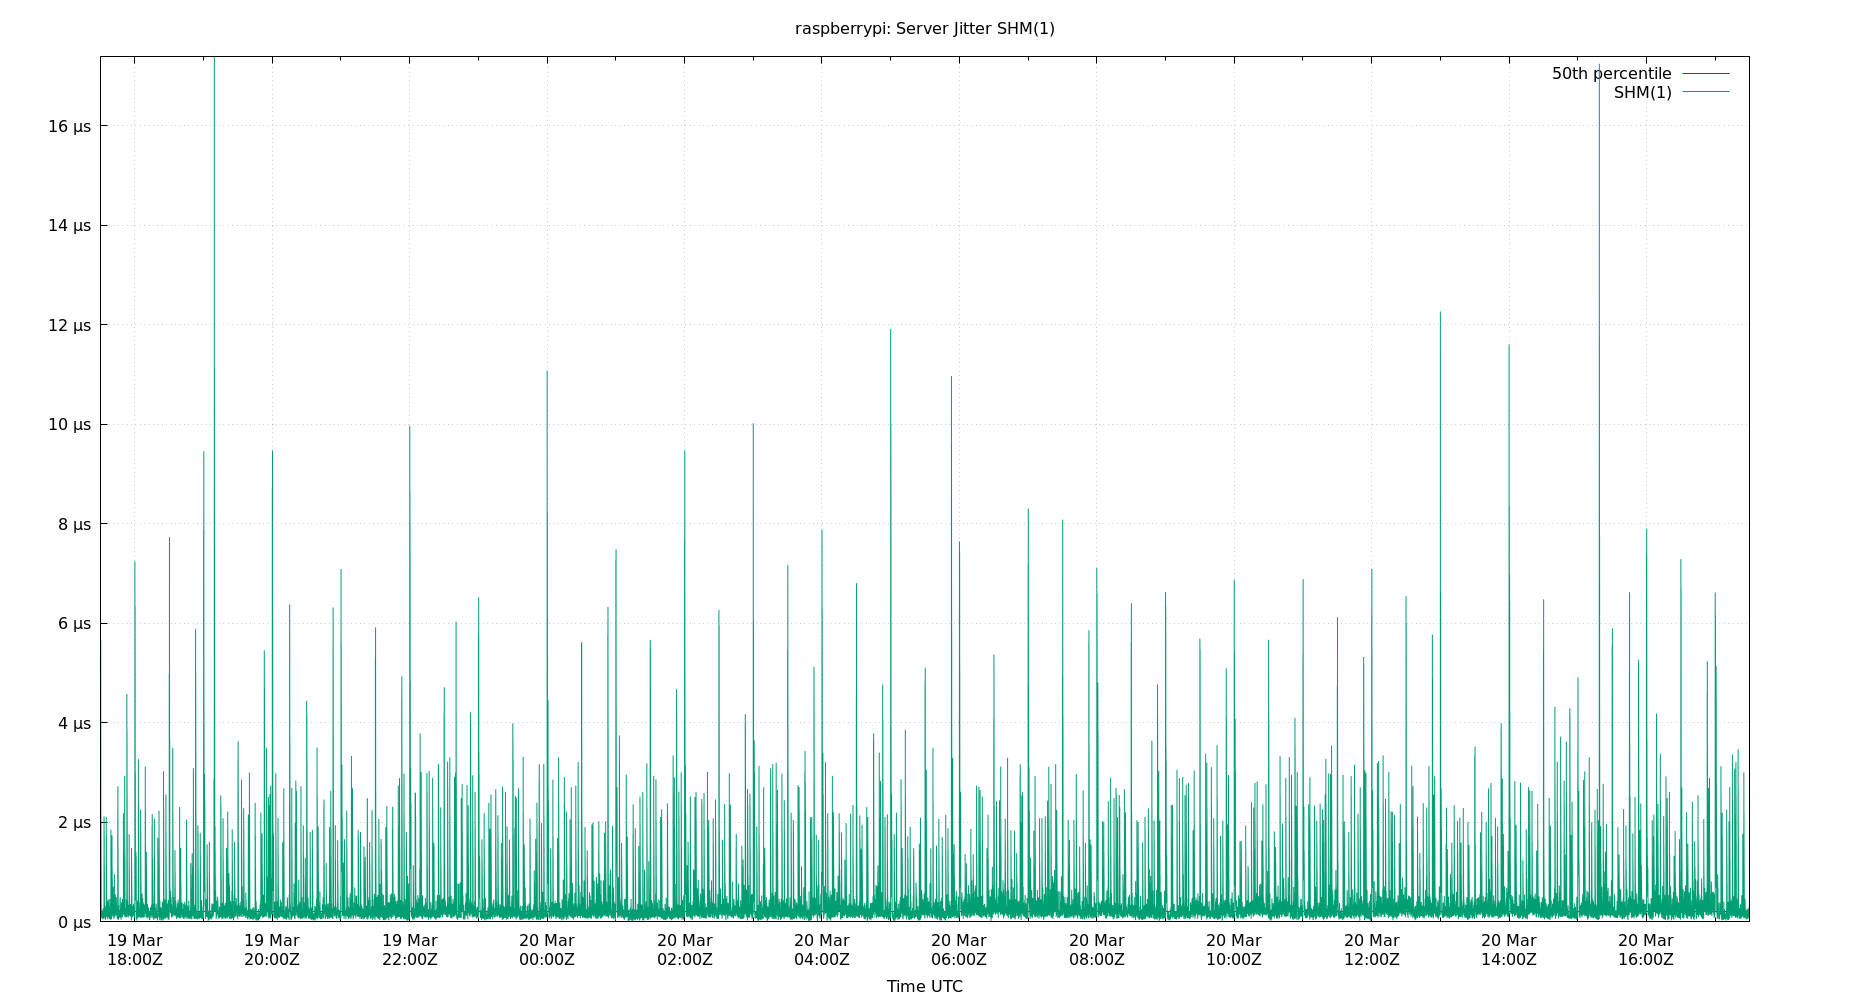 raspberrypi: Server Jitter SHM(1)
50th percentile
SHM(1)
16 µs
14 µs
12 µs
10 µs
8 µs
6 µs
4 µs
2 µs
0 µs
19 Mar 19 Mar 19 Mar 20 Mar 20 Mar 20 Mar 20 Mar 20 Mar 20 Mar 20 Mar 20 Mar 20 Mar
18:00Z 20:00Z 22:00Z 00:00Z 02:00Z 04:00Z 06:00Z 08:00Z 10:00Z 12:00Z 14:00Z 16:00Z
Time UTC